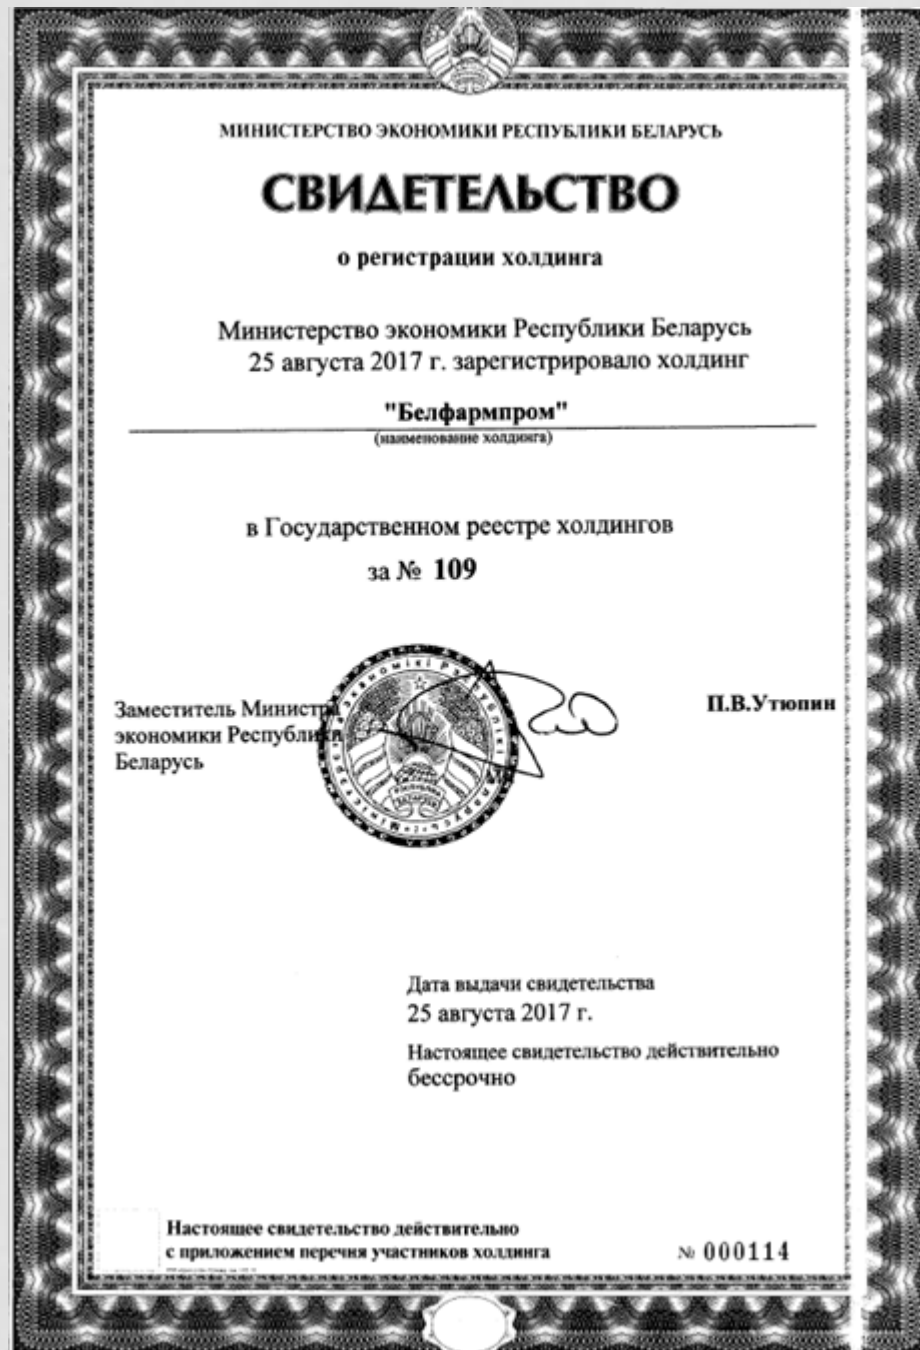 МИНИСТЕРСТВО ЭКОНОМИКИ РЕСПУБЛИКИ БЕЛАРУСЬ
СВИДЕТЕЛЬСТВО
о регистрации холдинга
Министерство экономики Республики Беларусь
25 августа 2017 г. зарегистрировало холдинг
"Белфармпром"
(наименование холдинга)
в Государственном реестре холдингов
за № 109
Заместитель Министра
экономики Республики
Беларусь
П.В.Утюпин
Дата выдачи свидетельства
25 августа 2017 г.
Настоящее свидетельство действительно
бессрочно
Настоящее свидетельство действительно
с приложением перечня участников холдинга
№ 000114